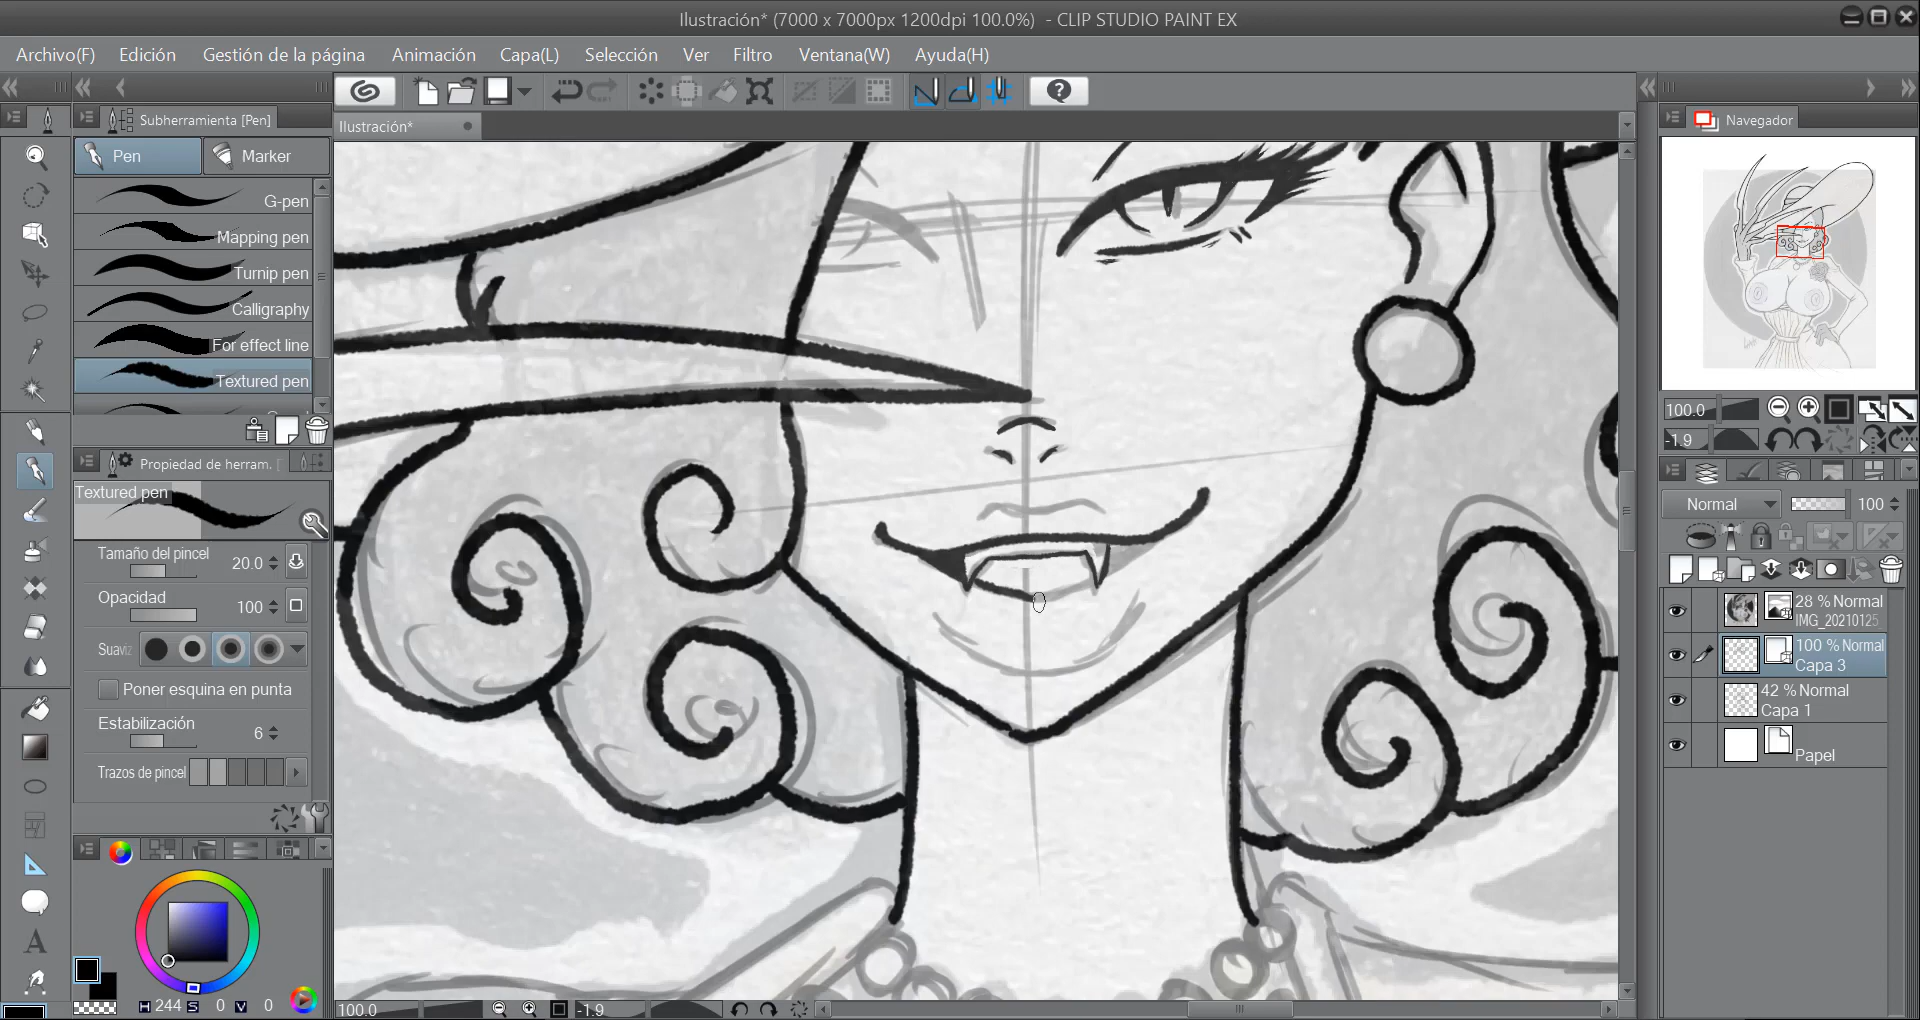 Ilustración* (7000 x 7000px 1200dpi 100.0%)  - CLIP STUDIO PAINT EX
Archivo(F) Edición Gestión de la página Animación Capa(L) Selección Ver Filtro Ventana(W) Ayuda(H)
Subherramienta [Pen]
Ilustración*
Navegador
Pen Marker
G-pen
Mapping pen
Turnip pen
Calligraphy
For effect line
Textured pen
100.0
-1.9
Propiedad de herram. [
Textured pen
Normal 100
Tamaño del pincel 20.0
Opacidad 100
Suaviz
Poner esquina en punta
Estabilización 6
Trazos de pincel
28 % Normal
IMG_20210125
100 % Normal
Capa 3
42 % Normal
Capa 1
Papel
H 244 S 0 V 0
100.0 -1.9